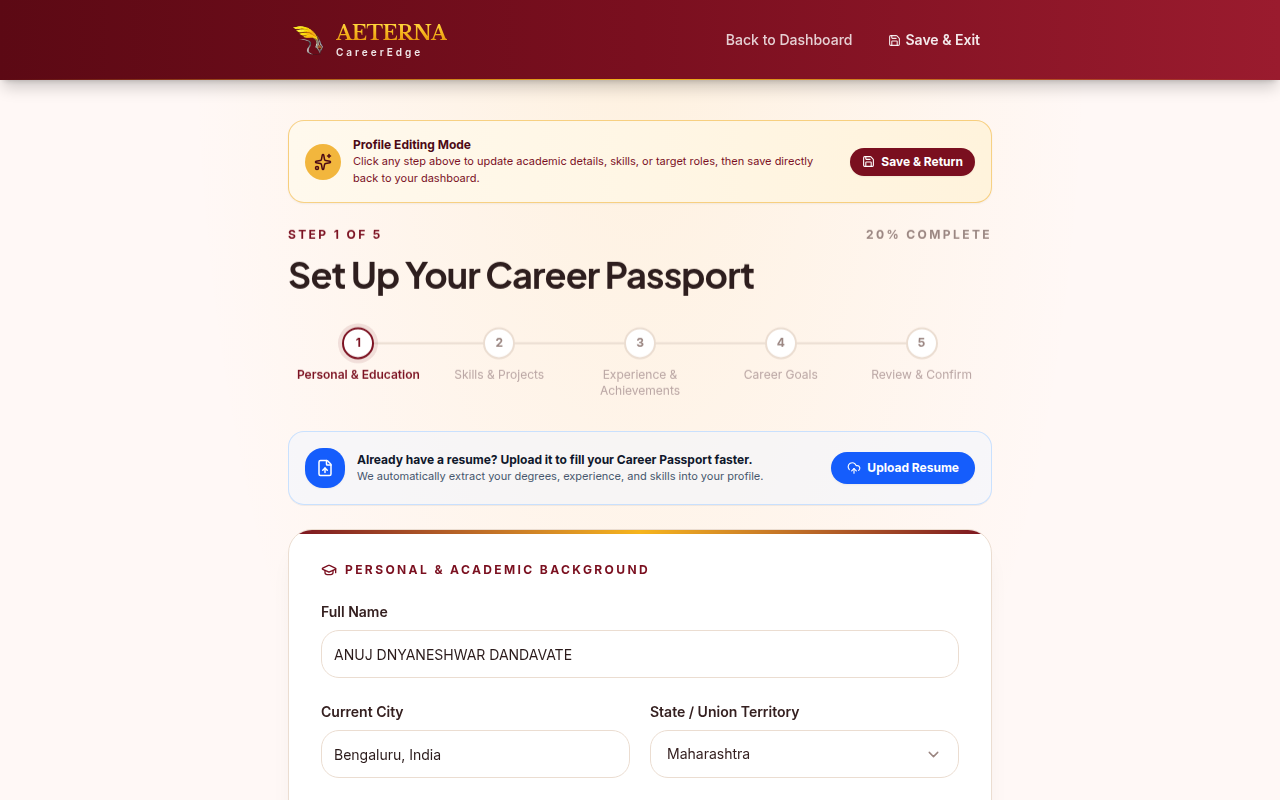 AETERNA
CareerEdge
Back to Dashboard
Save & Exit
Profile Editing Mode
Click any step above to update academic details, skills, or target roles, then save directly
back to your dashboard.
Save & Return
STEP 1 OF 5
20% COMPLETE
Set Up Your Career Passport
1
2
3
4
5
Personal & Education
Skills & Projects
Experience &
Achievements
Career Goals
Review & Confirm
Already have a resume? Upload it to fill your Career Passport faster.
We automatically extract your degrees, experience, and skills into your profile.
Upload Resume
PERSONAL & ACADEMIC BACKGROUND
Full Name
ANUJ DNYANESHWAR DANDAVATE
Current City
State / Union Territory
Bengaluru, India
Maharashtra